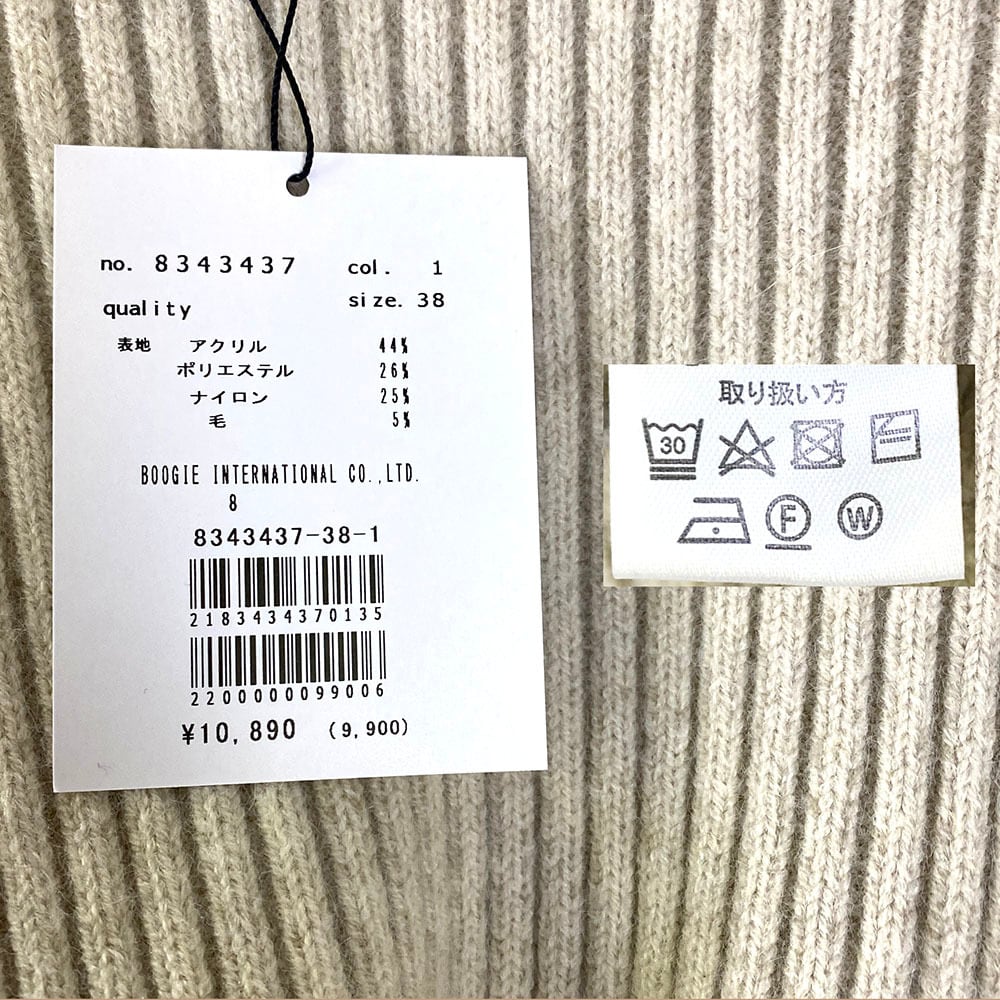 no. 8343437 col. 1
quality size. 38
表地 アクリル 44%
ポリエステル 26%
ナイロン 25%
毛 5%
BOOGIE INTERNATIONAL CO.,LTD.
8
8343437-38-1
2183434370135
2200000099006
¥10,890 (9,900)
取り扱い方
30
F W